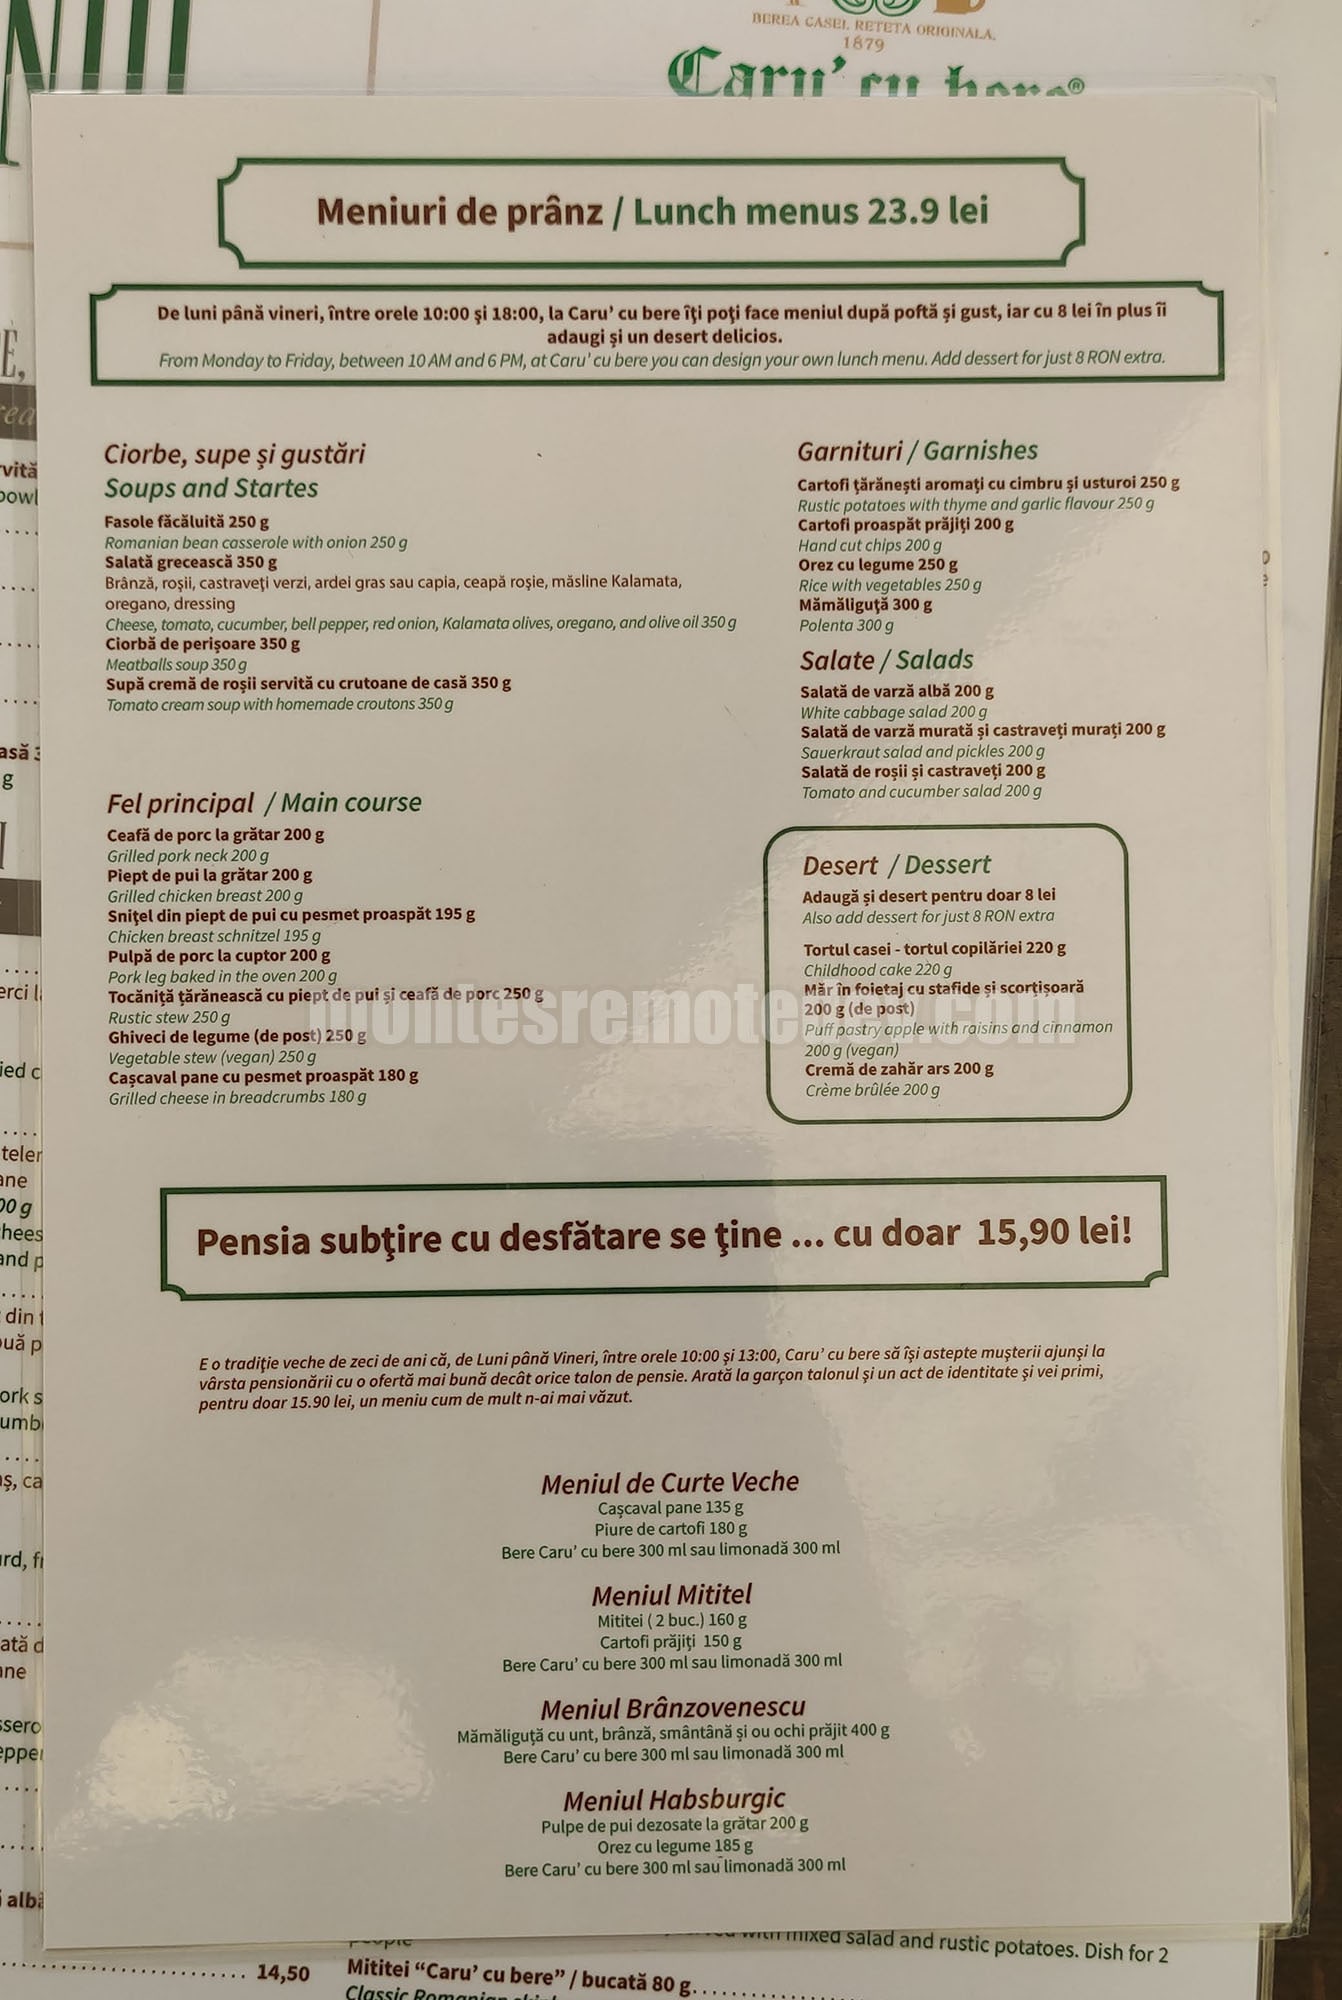 BEREA CASEI. REȚETA ORIGINALA.
1879
Caru' cu bere®
Meniuri de prânz / Lunch menus 23.9 lei
De luni până vineri, între orele 10:00 şi 18:00, la Caru' cu bere îţi poţi face meniul după poftă și gust, iar cu 8 lei în plus îi
adaugi și un desert delicios.
From Monday to Friday, between 10 AM and 6 PM, at Caru' cu bere you can design your own lunch menu. Add dessert for just 8 RON extra.
Ciorbe, supe și gustări
Soups and Startes
Fasole făcăluită 250 g
Romanian bean casserole with onion 250 g
Salată grecească 350 g
Brânză, roşii, castraveţi verzi, ardei gras sau capia, ceapă roşie, măsline Kalamata,
oregano, dressing
Cheese, tomato, cucumber, bell pepper, red onion, Kalamata olives, oregano, and olive oil 350 g
Ciorbă de perişoare 350 g
Meatballs soup 350 g
Supă cremă de roşii servită cu crutoane de casă 350 g
Tomato cream soup with homemade croutons 350 g
Fel principal / Main course
Ceafă de porc la grătar 200 g
Grilled pork neck 200 g
Piept de pui la grătar 200 g
Grilled chicken breast 200 g
Sniţel din piept de pui cu pesmet proaspăt 195 g
Chicken breast schnitzel 195 g
Pulpă de porc la cuptor 200 g
Pork leg baked in the oven 200 g
Tocăniță ţărănească cu piept de pui și ceafă de porc 250 g
Rustic stew 250 g
Ghiveci de legume (de post) 250 g
Vegetable stew (vegan) 250 g
Cașcaval pane cu pesmet proaspăt 180 g
Grilled cheese in breadcrumbs 180 g
Garnituri / Garnishes
Cartofi ţărăneşti aromaţi cu cimbru şi usturoi 250 g
Rustic potatoes with thyme and garlic flavour 250 g
Cartofi proaspăt prăjiţi 200 g
Hand cut chips 200 g
Orez cu legume 250 g
Rice with vegetables 250 g
Mămăliguţă 300 g
Polenta 300 g
Salate / Salads
Salată de varză albă 200 g
White cabbage salad 200 g
Salată de varză murată și castraveți murați 200 g
Sauerkraut salad and pickles 200 g
Salată de roşii şi castraveţi 200 g
Tomato and cucumber salad 200 g
Desert / Dessert
Adaugă și desert pentru doar 8 lei
Also add dessert for just 8 RON extra
Tortul casei - tortul copilăriei 220 g
Childhood cake 220 g
Măr în foietaj cu stafide și scorțișoară
200 g (de post)
Puff pastry apple with raisins and cinnamon
200 g (vegan)
Cremă de zahăr ars 200 g
Crème brûlée 200 g
montesremoteren.com
Pensia subţire cu desfătare se ţine ... cu doar 15,90 lei!
E o tradiţie veche de zeci de ani că, de Luni până Vineri, între orele 10:00 şi 13:00, Caru' cu bere să îşi astepte muşterii ajunşi la
vârsta pensionării cu o ofertă mai bună decât orice talon de pensie. Arată la garçon talonul şi un act de identitate şi vei primi,
pentru doar 15.90 lei, un meniu cum de mult n-ai mai văzut.
Meniul de Curte Veche
Caşcaval pane 135 g
Piure de cartofi 180 g
Bere Caru' cu bere 300 ml sau limonadă 300 ml
Meniul Mititel
Mititei ( 2 buc.) 160 g
Cartofi prăjiţi 150 g
Bere Caru' cu bere 300 ml sau limonadă 300 ml
Meniul Brânzovenescu
Mămăliguță cu unt, brânză, smântână și ou ochi prăjit 400 g
Bere Caru' cu bere 300 ml sau limonadă 300 ml
Meniul Habsburgic
Pulpe de pui dezosate la grătar 200 g
Orez cu legume 185 g
Bere Caru' cu bere 300 ml sau limonadă 300 ml
with mixed salad and rustic potatoes. Dish for 2
people
14,50
Mititei “Caru' cu bere” / bucată 80 g